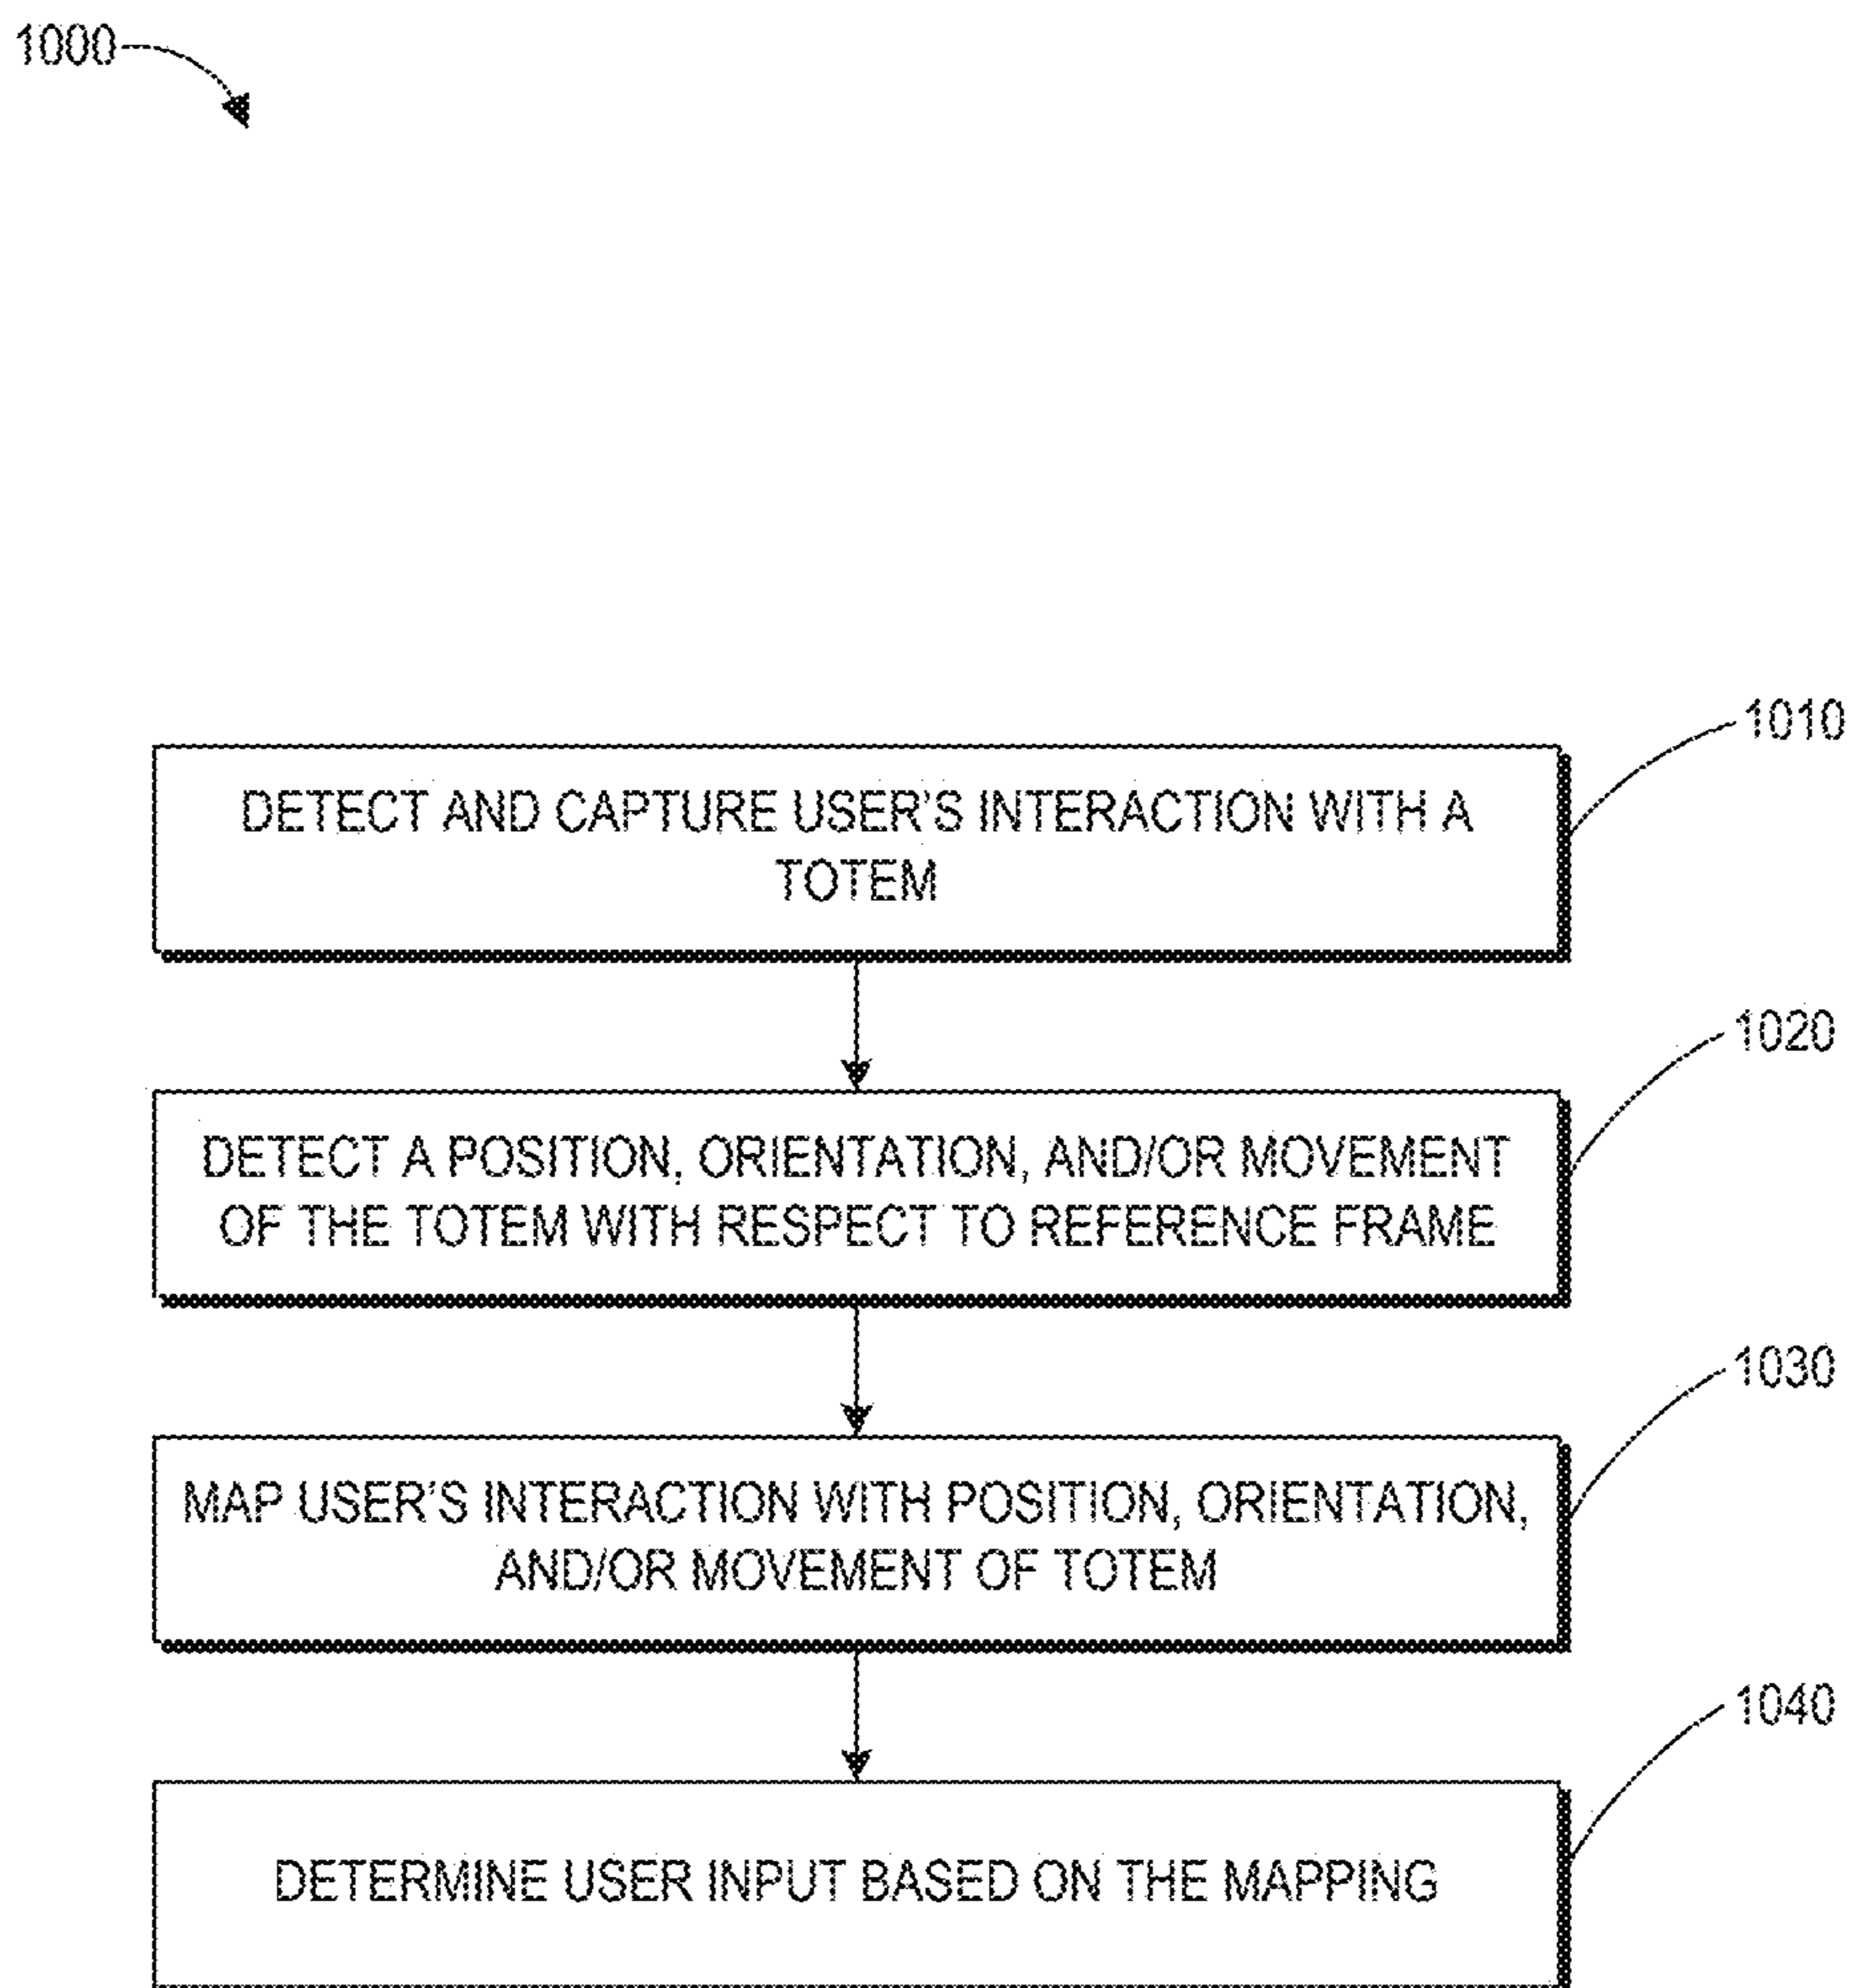 1000
1010
DETECT AND CAPTURE USER'S INTERACTION WITH A
TOTEM
1020
DETECT A POSITION, ORIENTATION, AND/OR MOVEMENT
OF THE TOTEM WITH RESPECT TO REFERENCE FRAME
1030
MAP USER'S INTERACTION WITH POSITION, ORIENTATION,
AND/OR MOVEMENT OF TOTEM
1040
DETERMINE USER INPUT BASED ON THE MAPPING